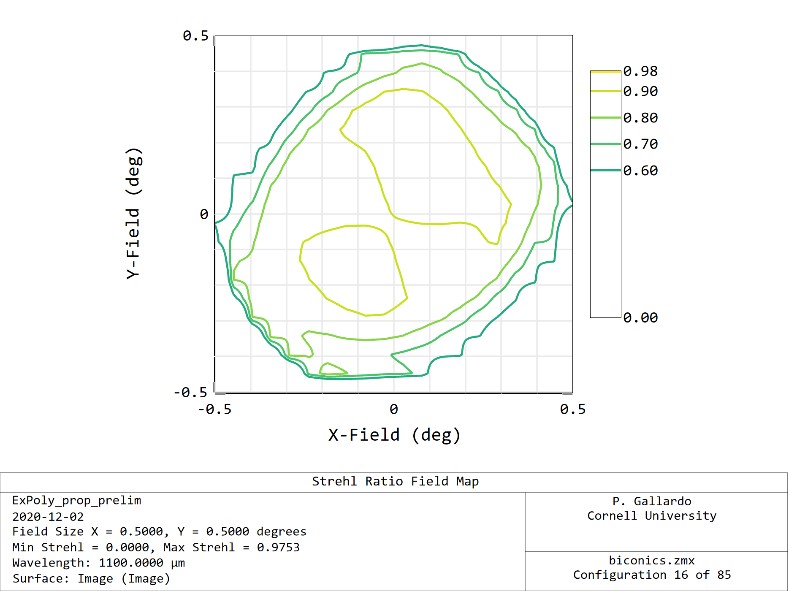 0.5
0
-0.5
Y-Field (deg)
-0.5
0
0.5
X-Field (deg)
0.98
0.90
0.80
0.70
0.60
0.00
Strehl Ratio Field Map
ExPoly_prop_prelim
2020-12-02
Field Size X = 0.5000, Y = 0.5000 degrees
Min Strehl = 0.0000, Max Strehl = 0.9753
Wavelength: 1100.0000 µm
Surface: Image (Image)
P. Gallardo
Cornell University
biconics.zmx
Configuration 16 of 85